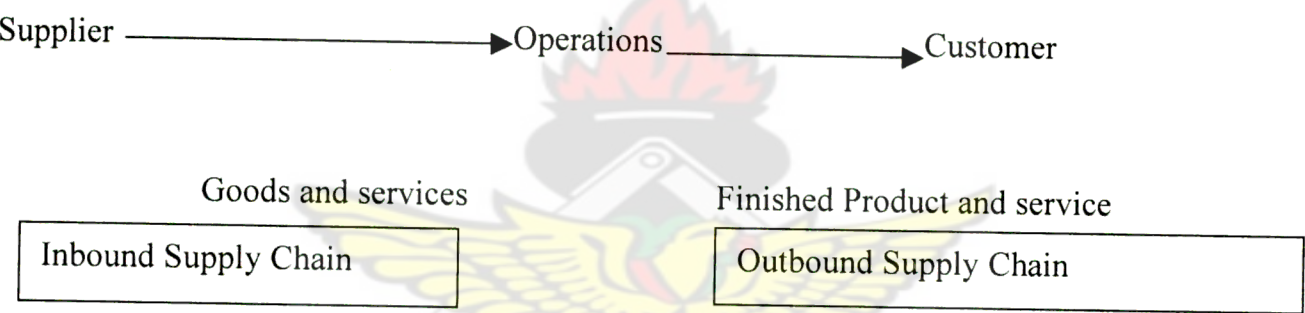 Supplier Operations Customer
Goods and services Finished Product and service
Inbound Supply Chain Outbound Supply Chain